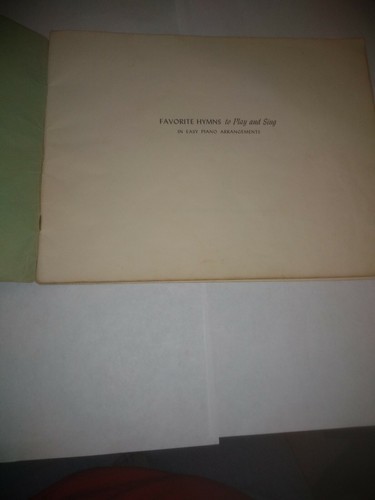 FAVORITE HYMNS to Play and Sing
IN EASY PIANO ARRANGEMENTS